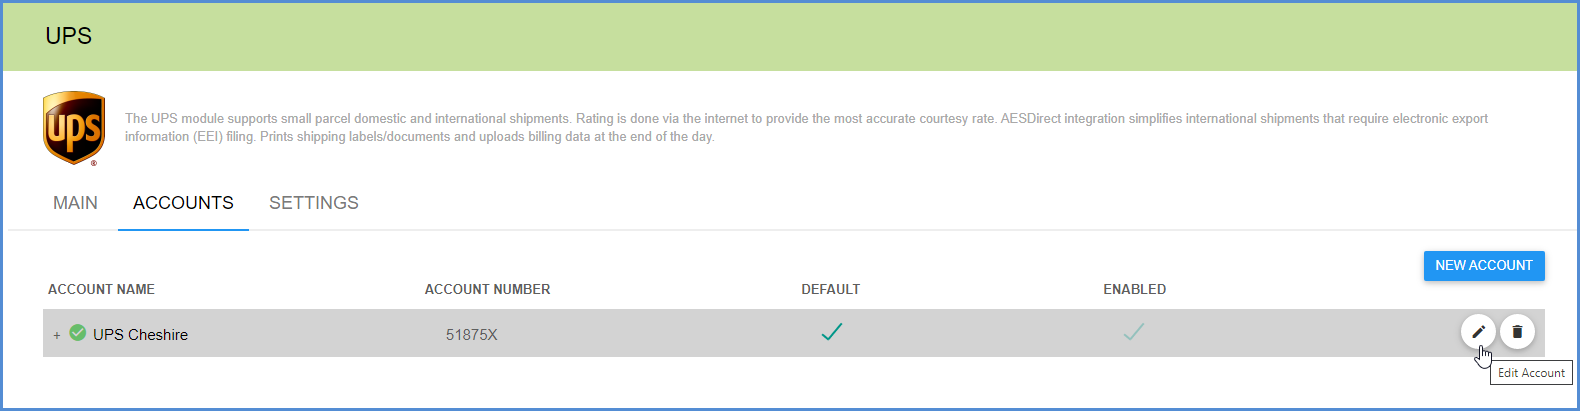 UPS
ups
The UPS module supports small parcel domestic and international shipments. Rating is done via the internet to provide the most accurate courtesy rate. AESDirect integration simplifies international shipments that require electronic export
information (EEI) filing. Prints shipping labels/documents and uploads billing data at the end of the day.
MAIN ACCOUNTS SETTINGS
NEW ACCOUNT
ACCOUNT NAME ACCOUNT NUMBER DEFAULT ENABLED
+ UPS Cheshire 51875X
Edit Account